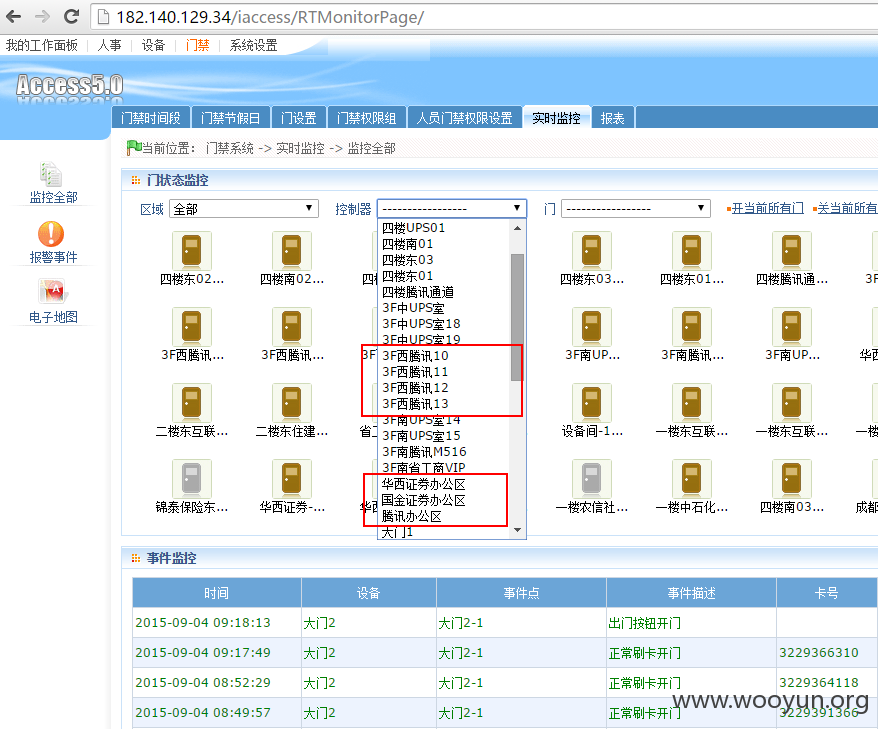 182.140.129.34/iaccess/RTMonitorPage/
我的工作面板 人事 设备 门禁 系统设置
Access5.0
门禁时间段 门禁节假日 门设置 门禁权限组 人员门禁权限设置 实时监控 报表
当前位置： 门禁系统 -> 实时监控 -> 监控全部
监控全部
报警事件
电子地图
门状态监控
区域 全部 控制器 ----------------- 门 ----------------- 开当前所有门 关当前所有
四楼UPS01
四楼南01
四楼东03
四楼东01
四楼腾讯通道
3F中UPS室
3F中UPS室18
3F中UPS室19
3F西腾讯10
3F西腾讯11
3F西腾讯12
3F西腾讯13
3F南UPS室14
3F南UPS室15
3F南腾讯M516
3F南省工商VIP
华西证券办公区
国金证券办公区
腾讯办公区
大门1
四楼东02... 四楼南02... 四楼东03... 四楼东01... 四楼腾讯通...
3F西腾讯... 3F西腾讯... 3F南UP... 3F南腾讯... 3F南UP...
二楼东互联... 二楼东住建... 设备间-1... 一楼东互联... 一楼东互联...
锦泰保险东... 华西证券-... 一楼农信社... 一楼中石化... 四楼南03...
事件监控
时间 设备 事件点 事件描述 卡号
2015-09-04 09:18:13 大门2 大门2-1 出门按钮开门
2015-09-04 09:17:49 大门2 大门2-1 正常刷卡开门 3229366310
2015-09-04 08:52:29 大门2 大门2-1 正常刷卡开门 3229364118
2015-09-04 08:49:57 大门2 大门2-1 正常刷卡开门 3229391366
www.wooyun.org